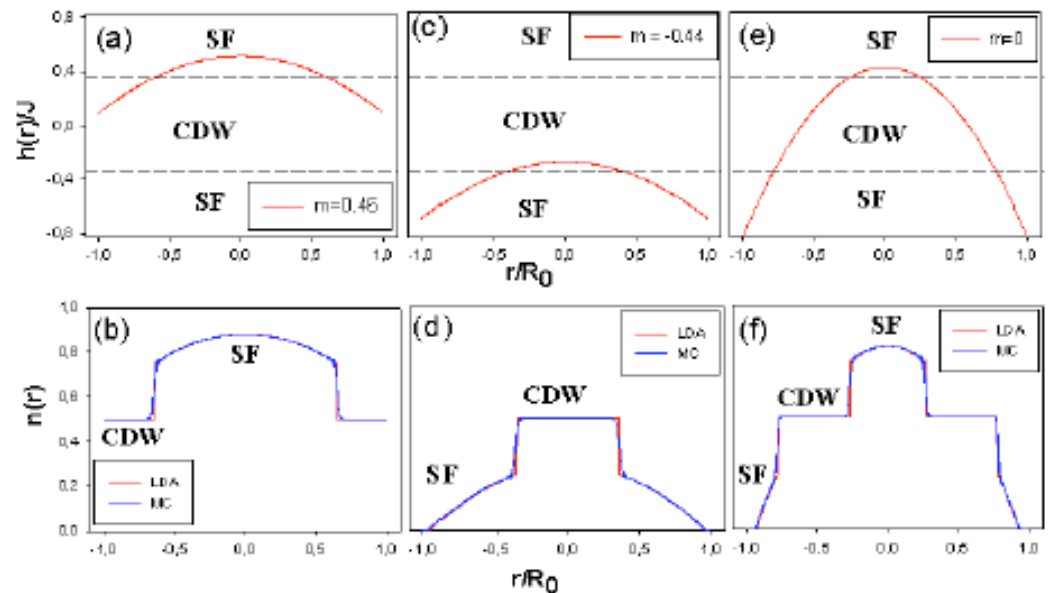 (a)
SF
CDW
SF
m=0.46
h(r)/J
0,8
0,4
0,0
-0,4
-0,8
-1,0 -0,5 0,0 0,5 1,0
(c)
SF
m = -0.44
CDW
SF
-1,0 -0,5 0,0 0,5 1,0
r/R0
(e)
SF
m=0
CDW
SF
-1,0 -0,5 0,0 0,5 1,0
(b)
SF
CDW
LDA
MC
n(r)
1,0
0,8
0,6
0,4
0,2
0,0
-1,0 -0,5 0,0 0,5 1,0
(d)
LDA
MC
CDW
SF
-1,0 -0,5 0,0 0,5 1,0
r/R0
(f)
SF
LDA
MC
CDW
SF
-1,0 -0,5 0,0 0,5 1,0